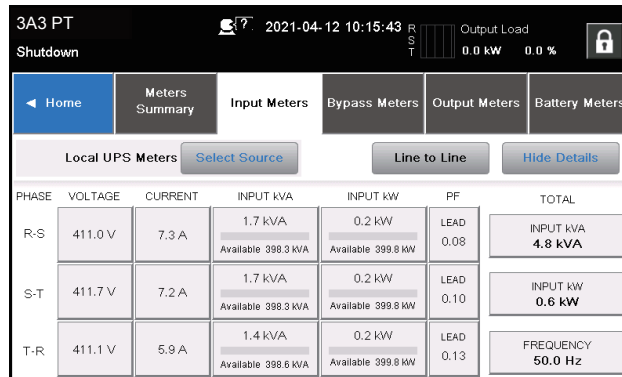 3A3 PT
Shutdown
? 2021-04-12 10:15:43
R
S
T
Output Load
0.0 kW 0.0 %
◄ Home
Meters
Summary
Input Meters
Bypass Meters
Output Meters
Battery Meters
Local UPS Meters
Select Source
Line to Line
Hide Details
PHASE VOLTAGE CURRENT INPUT kVA INPUT kW PF TOTAL
R-S 411.0 V 7.3 A
1.7 kVA
Available 398.3 kVA
0.2 kW
Available 399.8 kW
LEAD
0.08
INPUT kVA
4.8 kVA
S-T 411.7 V 7.2 A
1.7 kVA
Available 398.3 kVA
0.2 kW
Available 399.8 kW
LEAD
0.10
INPUT kW
0.6 kW
T-R 411.1 V 5.9 A
1.4 kVA
Available 398.6 kVA
0.2 kW
Available 399.8 kW
LEAD
0.13
FREQUENCY
50.0 Hz